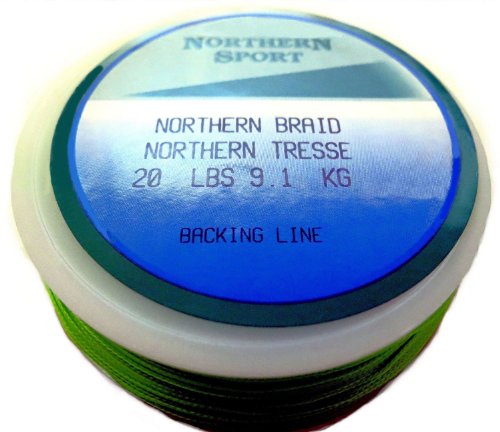 NORTHERN
SPORT
NORTHERN BRAID
NORTHERN TRESSE
20 LBS 9.1 KG
BACKING LINE